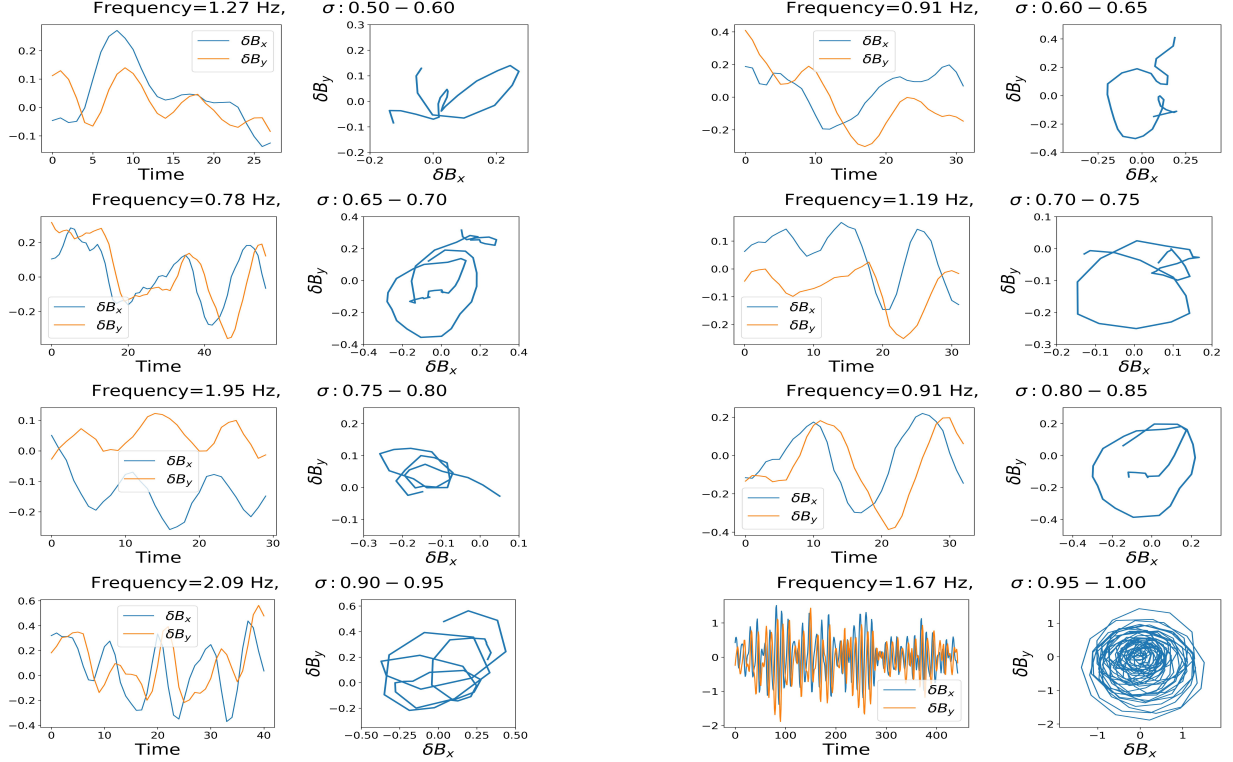 Frequency=1.27 Hz, σ: 0.50 − 0.60
0.2
0.1
0.0
−0.1
δBx
δBy
0 5 10 15 20 25
Time
0.3
0.2
0.1
0.0
−0.1
−0.2
δBy
−0.2 0.0 0.2
δBx
Frequency=0.91 Hz, σ: 0.60 − 0.65
0.4
0.2
0.0
−0.2
δBx
δBy
0 10 20 30
Time
0.4
0.2
0.0
−0.2
−0.4
δBy
−0.25 0.00 0.25
δBx
Frequency=0.78 Hz, σ: 0.65 − 0.70
0.2
0.0
−0.2
δBx
δBy
0 20 40
Time
0.4
0.2
0.0
−0.2
−0.4
δBy
−0.4 −0.2 0.0 0.2 0.4
δBx
Frequency=1.19 Hz, σ: 0.70 − 0.75
0.1
0.0
−0.1
−0.2
δBx
δBy
0 10 20 30
Time
0.1
0.0
−0.1
−0.2
−0.3
δBy
−0.2 −0.1 0.0 0.1 0.2
δBx
Frequency=1.95 Hz, σ: 0.75 − 0.80
0.1
0.0
−0.1
−0.2
δBx
δBy
0 10 20 30
Time
0.2
0.1
0.0
−0.1
δBy
−0.3 −0.2 −0.1 0.0 0.1
δBx
Frequency=0.91 Hz, σ: 0.80 − 0.85
0.2
0.0
−0.2
−0.4
δBx
δBy
0 10 20 30
Time
0.2
0.0
−0.2
−0.4
δBy
−0.4 −0.2 0.0 0.2
δBx
Frequency=2.09 Hz, σ: 0.90 − 0.95
0.6
0.4
0.2
0.0
−0.2
−0.4
δBx
δBy
0 10 20 30 40
Time
0.6
0.4
0.2
0.0
−0.2
δBy
−0.50 −0.25 0.00 0.25 0.50
δBx
Frequency=1.67 Hz, σ: 0.95 − 1.00
1
0
−1
−2
δBx
δBy
0 100 200 300 400
Time
1
0
−1
−2
δBy
−1 0 1
δBx